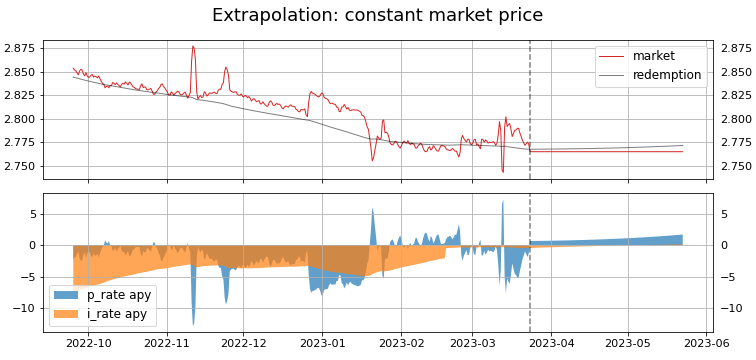 Extrapolation: constant market price
2.875 2.875
2.850 2.850
2.825 2.825
2.800 2.800
2.775 2.775
2.750 2.750
market
redemption
5 5
0 0
−5 −5
−10 −10
p_rate apy
i_rate apy
2022-10 2022-11 2022-12 2023-01 2023-02 2023-03 2023-04 2023-05 2023-06